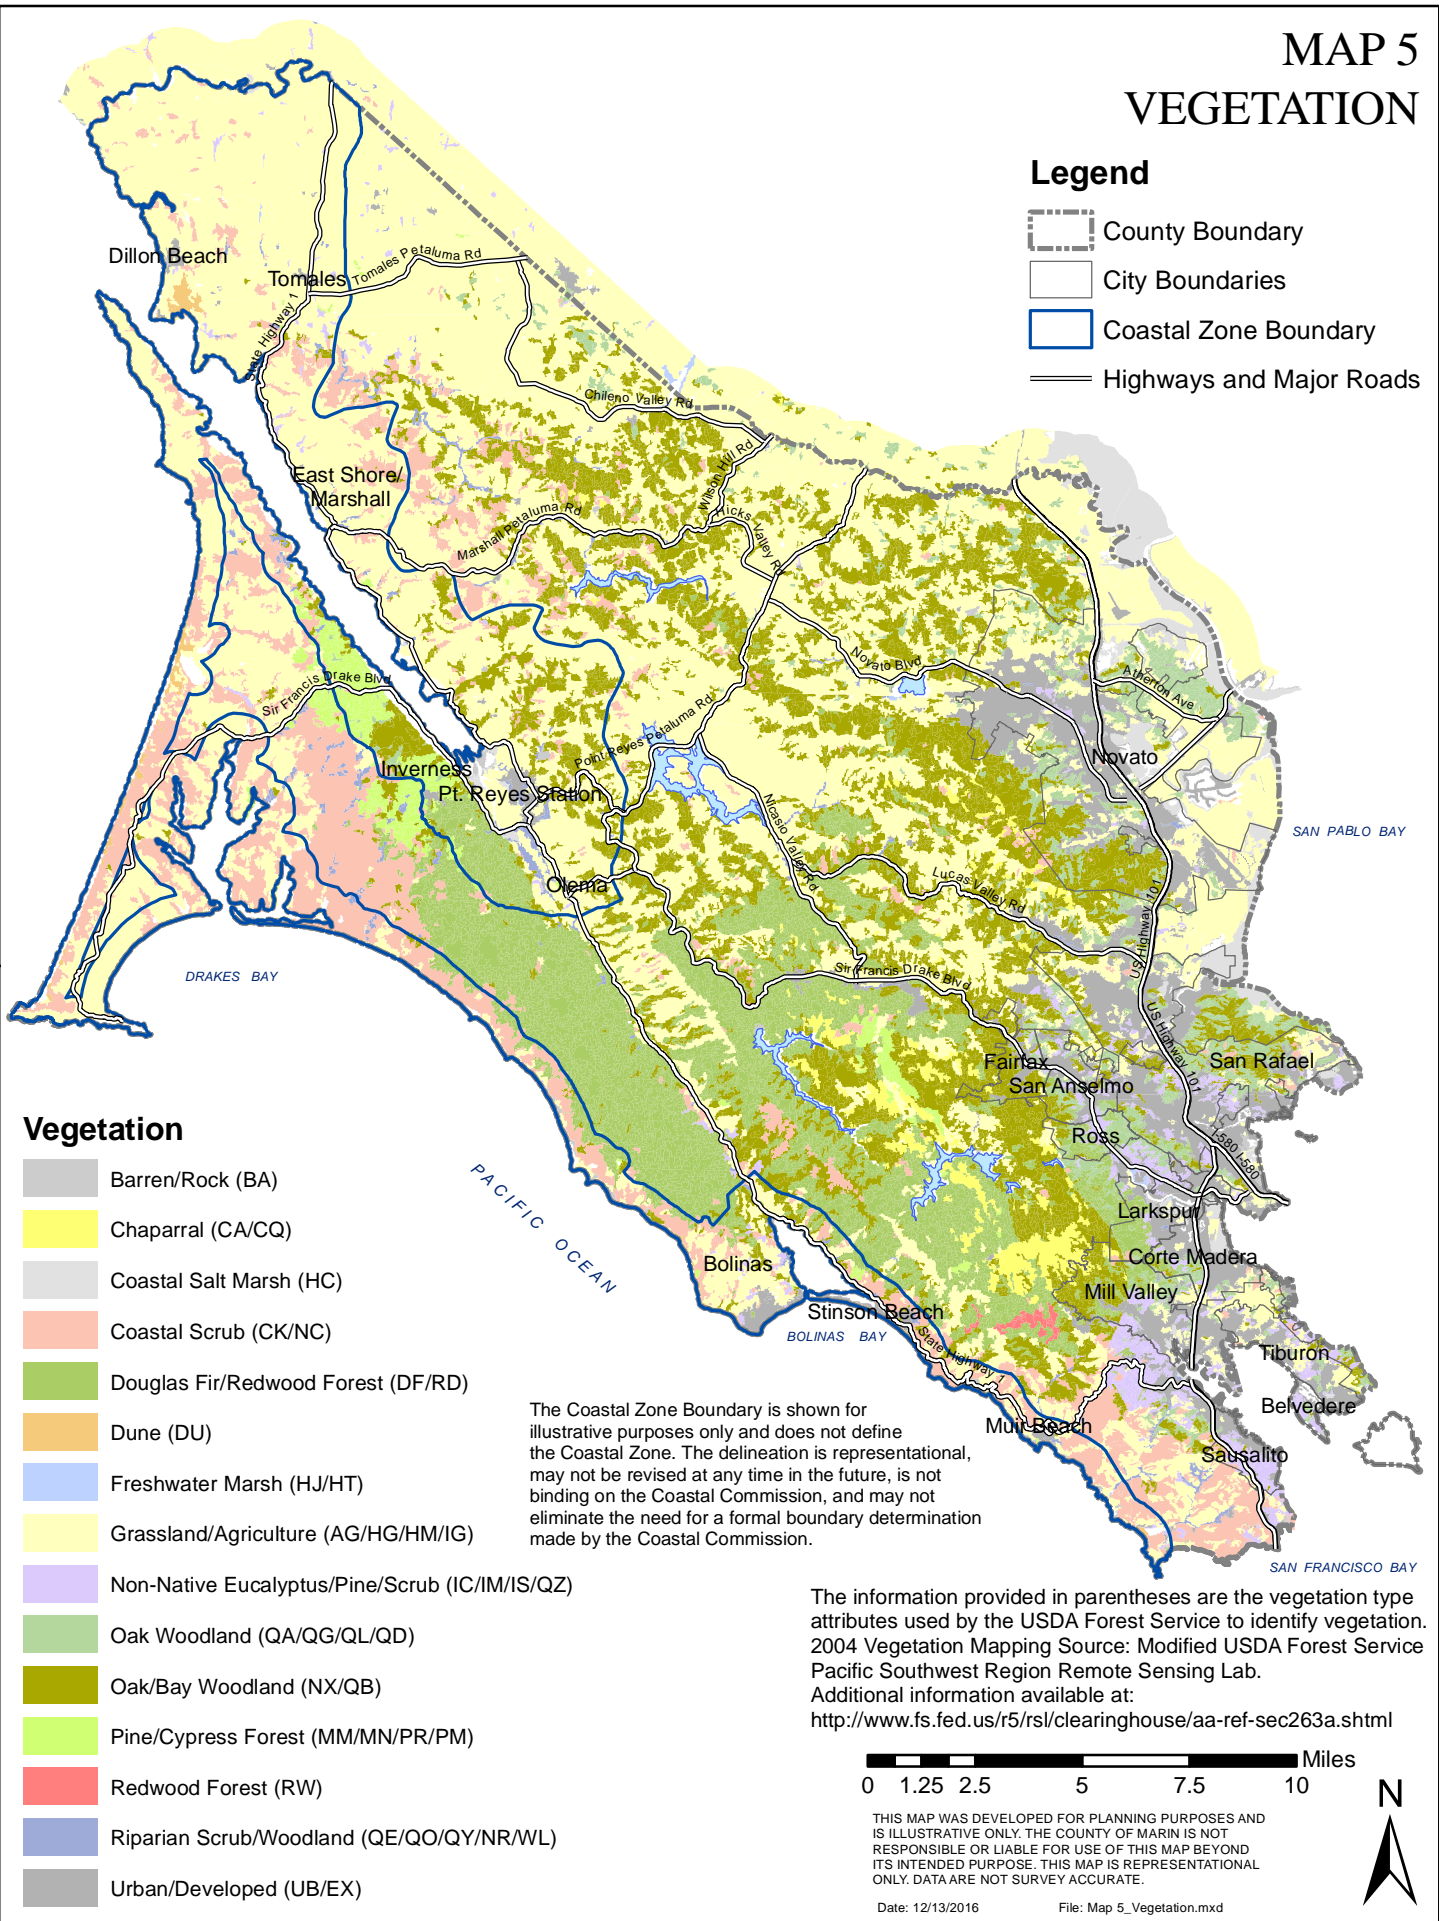 MAP 5
VEGETATION
Legend
County Boundary
City Boundaries
Coastal Zone Boundary
Highways and Major Roads
Dillon Beach
Tomales
Tomales Petaluma Rd
State Highway 1
Chileno Valley Rd
Wilson Hill Rd
East Shore/
Marshall
Marshall Petaluma Rd
Hicks Valley Rd
Novato Blvd
Atherton Ave
Sir Francis Drake Blvd
Point Reyes Petaluma Rd
Novato
Inverness
Pt. Reyes Station
Nicasio Valley Rd
SAN PABLO BAY
Olema
Lucas Valley Rd
US Highway 101
DRAKES BAY
Sir Francis Drake Blvd
US Highway 101
Fairfax
San Rafael
San Anselmo
Ross
I-580 I-580
PACIFIC OCEAN
Larkspur
Bolinas
Corte Madera
Mill Valley
Stinson Beach
BOLINAS BAY
State Highway 1
Tiburon
Belvedere
Muir Beach
Sausalito
SAN FRANCISCO BAY
Vegetation
Barren/Rock (BA)
Chaparral (CA/CQ)
Coastal Salt Marsh (HC)
Coastal Scrub (CK/NC)
Douglas Fir/Redwood Forest (DF/RD)
Dune (DU)
Freshwater Marsh (HJ/HT)
Grassland/Agriculture (AG/HG/HM/IG)
Non-Native Eucalyptus/Pine/Scrub (IC/IM/IS/QZ)
Oak Woodland (QA/QG/QL/QD)
Oak/Bay Woodland (NX/QB)
Pine/Cypress Forest (MM/MN/PR/PM)
Redwood Forest (RW)
Riparian Scrub/Woodland (QE/QO/QY/NR/WL)
Urban/Developed (UB/EX)
The Coastal Zone Boundary is shown for
illustrative purposes only and does not define
the Coastal Zone. The delineation is representational,
may not be revised at any time in the future, is not
binding on the Coastal Commission, and may not
eliminate the need for a formal boundary determination
made by the Coastal Commission.
The information provided in parentheses are the vegetation type
attributes used by the USDA Forest Service to identify vegetation.
2004 Vegetation Mapping Source: Modified USDA Forest Service
Pacific Southwest Region Remote Sensing Lab.
Additional information available at:
http://www.fs.fed.us/r5/rsl/clearinghouse/aa-ref-sec263a.shtml
Miles
0 1.25 2.5 5 7.5 10
N
THIS MAP WAS DEVELOPED FOR PLANNING PURPOSES AND
IS ILLUSTRATIVE ONLY. THE COUNTY OF MARIN IS NOT
RESPONSIBLE OR LIABLE FOR USE OF THIS MAP BEYOND
ITS INTENDED PURPOSE. THIS MAP IS REPRESENTATIONAL
ONLY. DATA ARE NOT SURVEY ACCURATE.
Date: 12/13/2016 File: Map 5_Vegetation.mxd